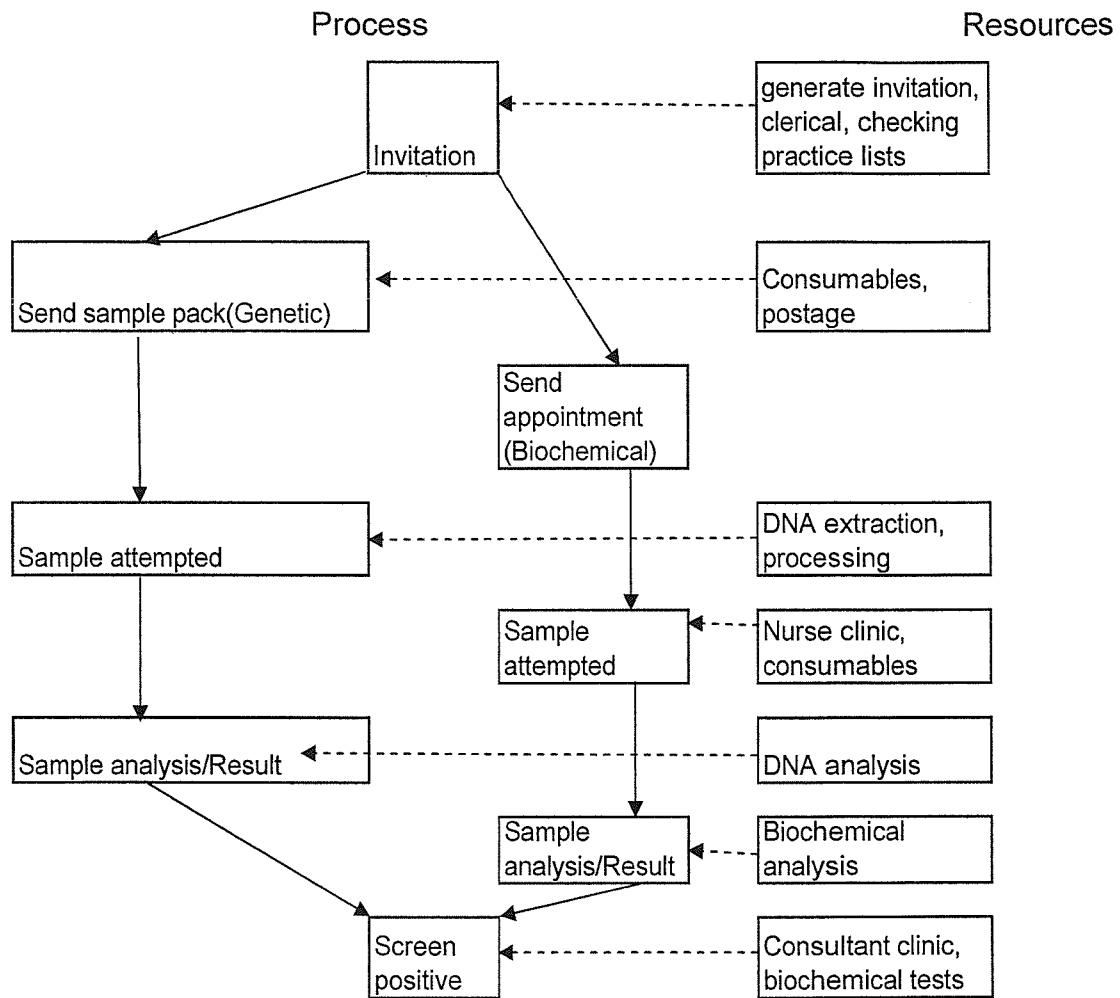 Process
Resources
Invitation
generate invitation,
clerical, checking
practice lists
Send sample pack(Genetic)
Consumables,
postage
Send
appointment
(Biochemical)
Sample attempted
DNA extraction,
processing
Sample
attempted
Nurse clinic,
consumables
Sample analysis/Result
DNA analysis
Sample
analysis/Result
Biochemical
analysis
Screen
positive
Consultant clinic,
biochemical tests